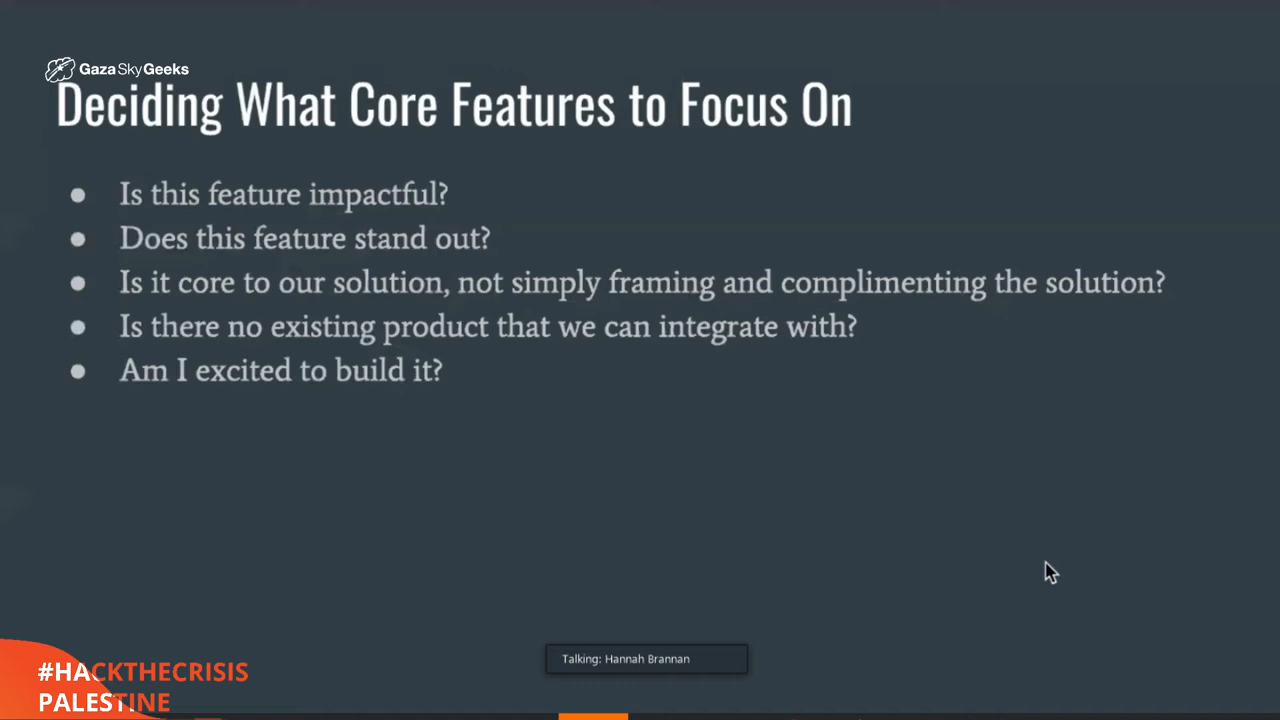 Gaza Sky Geeks
Deciding What Core Features to Focus On
● Is this feature impactful?
● Does this feature stand out?
● Is it core to our solution, not simply framing and complimenting the solution?
● Is there no existing product that we can integrate with?
● Am I excited to build it?
Talking: Hannah Brannan
#HACKTHECRISIS
PALESTINE